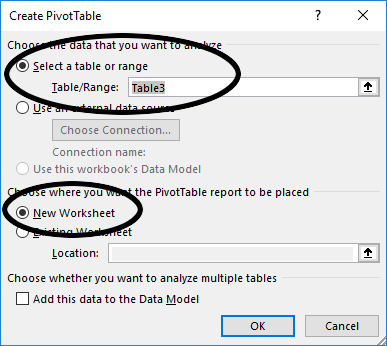 Create PivotTable
Choose the data that you want to analyze
Select a table or range
Table/Range: Table3
Use an external data source
Choose Connection...
Connection name:
Use this workbook's Data Model
Choose where you want the PivotTable report to be placed
New Worksheet
Existing Worksheet
Location:
Choose whether you want to analyze multiple tables
Add this data to the Data Model
OK Cancel